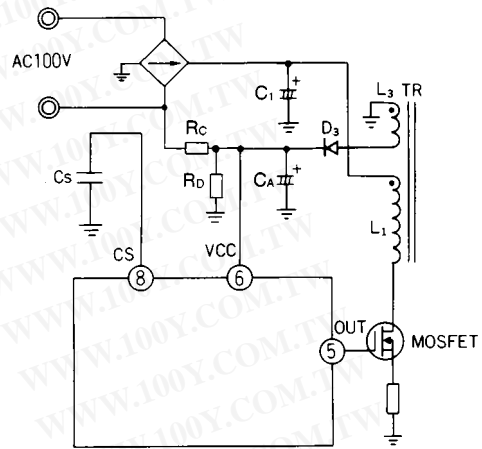 AC100V
C1
+
L3 TR
RC
D3
CS
RD
CA
+
L1
CS
VCC
8
6
OUT
5
MOSFET
WWW.100Y.COM.TW